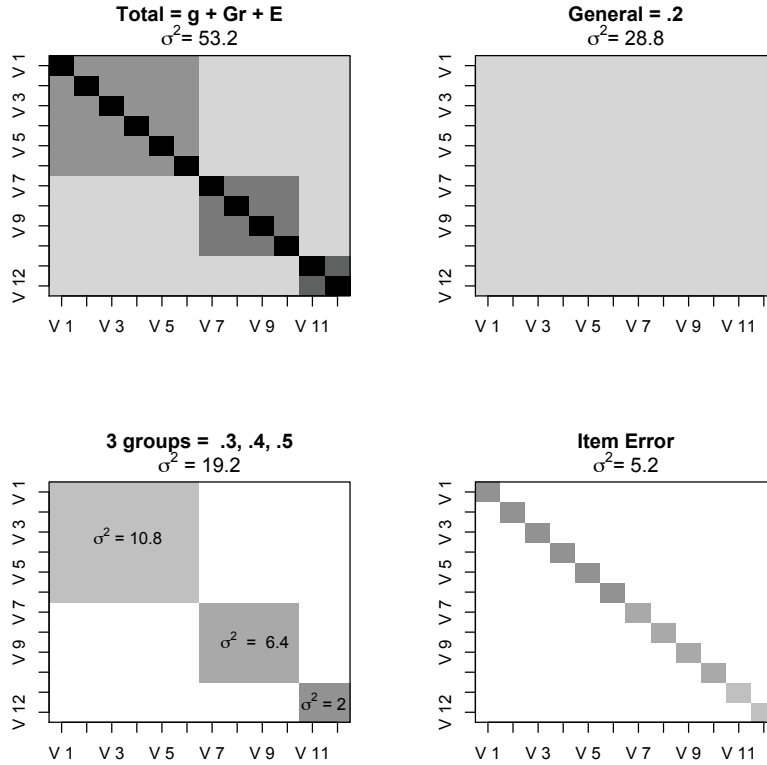 Total = g + Gr + E
σ² = 53.2
V 1
V 3
V 5
V 7
V 9
V 12
V 1 V 3 V 5 V 7 V 9 V 11
General = .2
σ² = 28.8
V 1
V 3
V 5
V 7
V 9
V 12
V 1 V 3 V 5 V 7 V 9 V 11
3 groups = .3, .4, .5
σ² = 19.2
V 1
V 3
V 5
V 7
V 9
V 12
σ² = 10.8
σ² = 6.4
σ² = 2
V 1 V 3 V 5 V 7 V 9 V 11
Item Error
σ² = 5.2
V 1
V 3
V 5
V 7
V 9
V 12
V 1 V 3 V 5 V 7 V 9 V 11